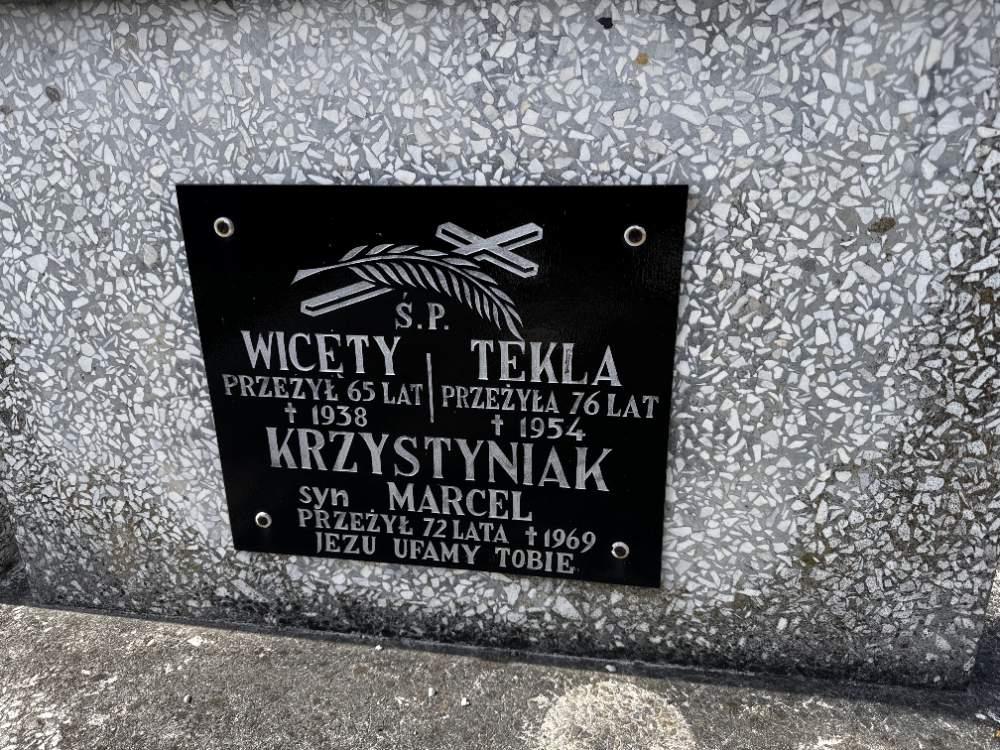 Ś.P.
WICETY TEKLA
PRZEŻYŁ 65 LAT PRZEŻYŁA 76 LAT
✝ 1938 ✝ 1954
KRZYSTYNIAK
syn MARCEL
PRZEŻYŁ 72 LATA ✝ 1969
JEZU UFAMY TOBIE